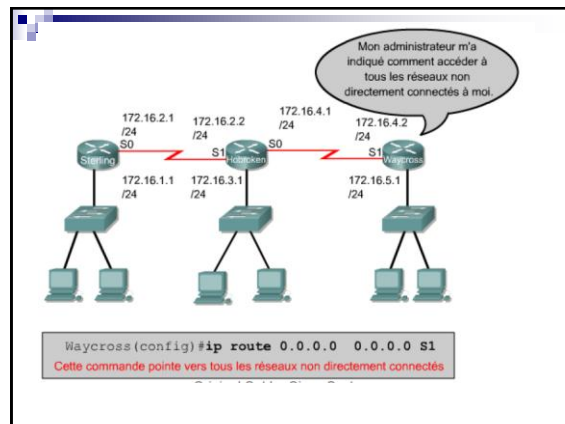 Mon administrateur m'a
indiqué comment accéder à
tous les réseaux non
directement connectés à moi.
172.16.2.1
/24
172.16.2.2
/24
172.16.4.1
/24
172.16.4.2
/24
S0
S1
S0
S1
Sterling
Hobroken
Waycross
172.16.1.1
/24
172.16.3.1
/24
172.16.5.1
/24
Waycross(config)#ip route 0.0.0.0 0.0.0.0 S1
Cette commande pointe vers tous les réseaux non directement connectés